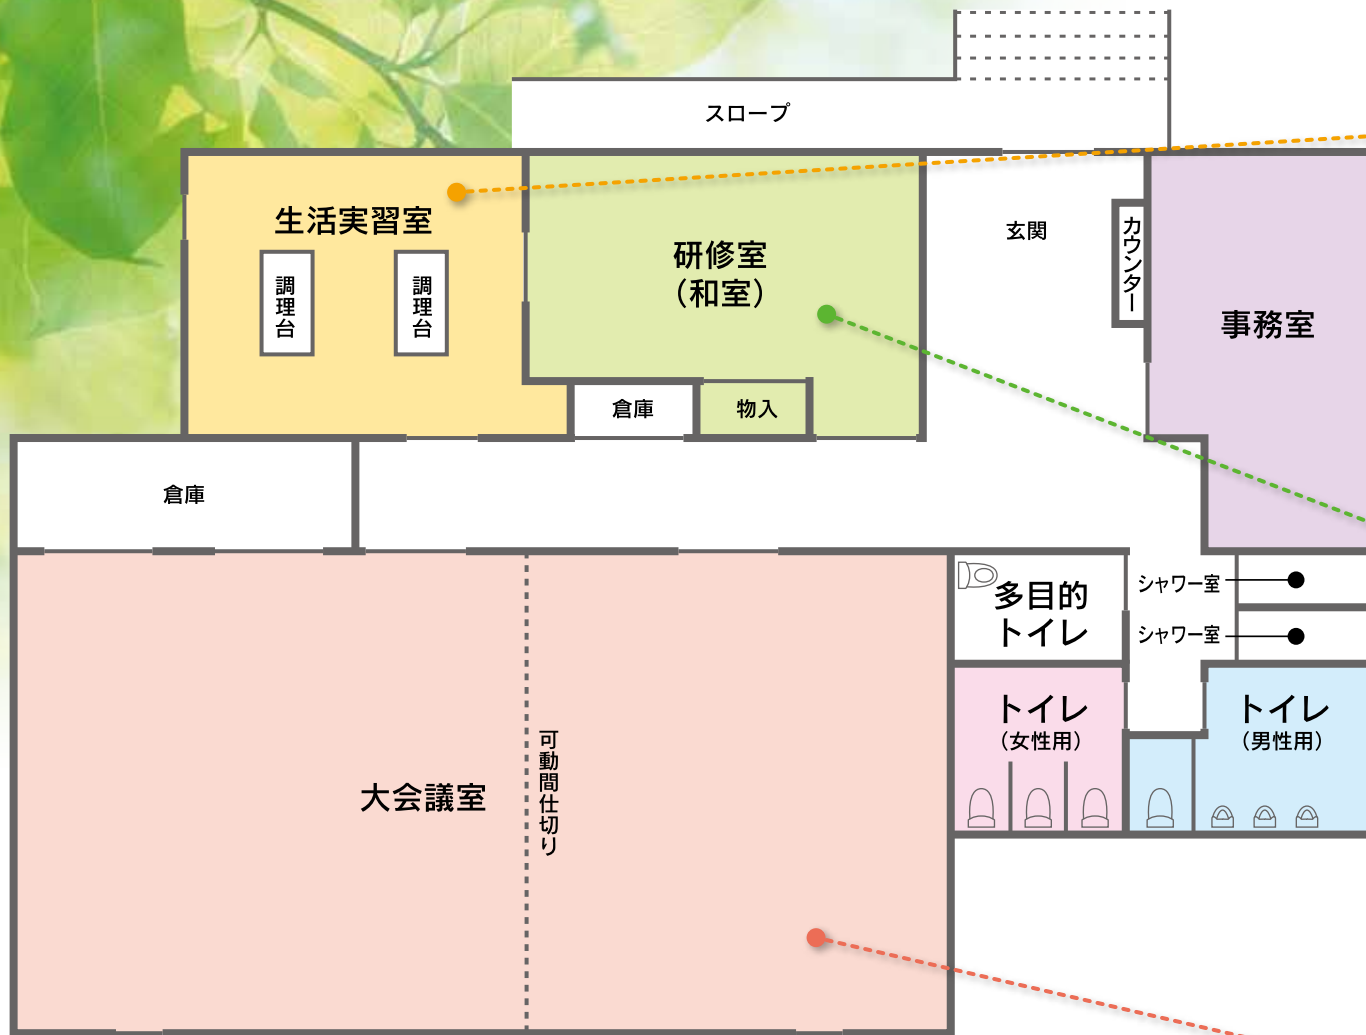 スロープ
生活実習室
調理台
調理台
研修室
（和室）
玄関
カウンター
事務室
倉庫
物入
倉庫
多目的
トイレ
シャワー室
シャワー室
トイレ
（女性用）
トイレ
（男性用）
大会議室
可動間仕切り